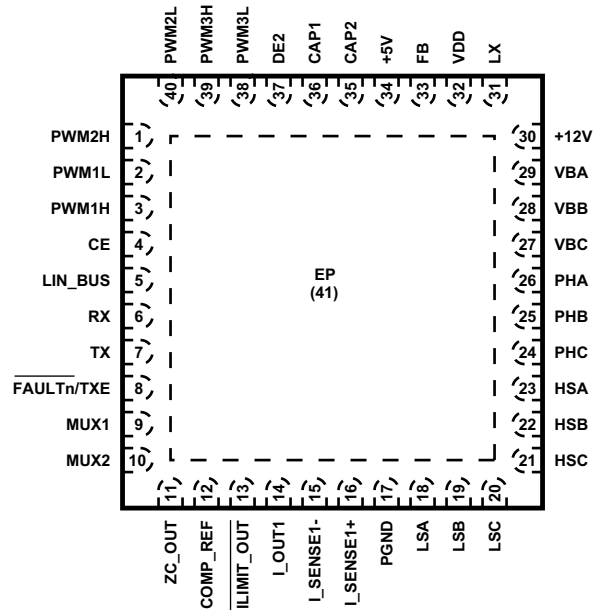 PWM2L
PWM3H
PWM3L
DE2
CAP1
CAP2
+5V
FB
VDD
LX
40
39
38
37
36
35
34
33
32
31
PWM2H 1
PWM1L 2
PWM1H 3
CE 4
LIN_BUS 5
RX 6
TX 7
FAULTn/TXE 8
MUX1 9
MUX2 10
EP
(41)
30 +12V
29 VBA
28 VBB
27 VBC
26 PHA
25 PHB
24 PHC
23 HSA
22 HSB
21 HSC
11
12
13
14
15
16
17
18
19
20
ZC_OUT
COMP_REF
ILIMIT_OUT
I_OUT1
I_SENSE1-
I_SENSE1+
PGND
LSA
LSB
LSC